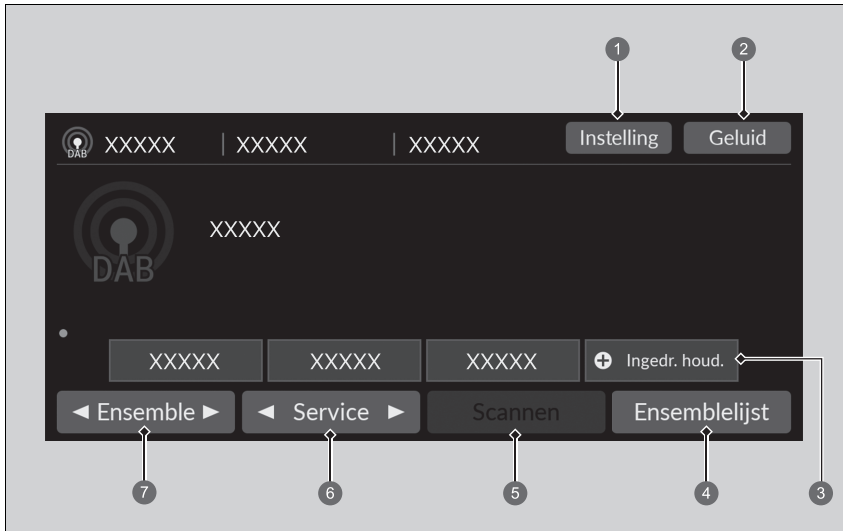 1 2
DAB XXXXX | XXXXX | XXXXX Instelling Geluid
XXXXX
DAB
XXXXX XXXXX XXXXX Ingedr. houd.
3
Ensemble Service Scannen Ensemblelijst
7 6 5 4